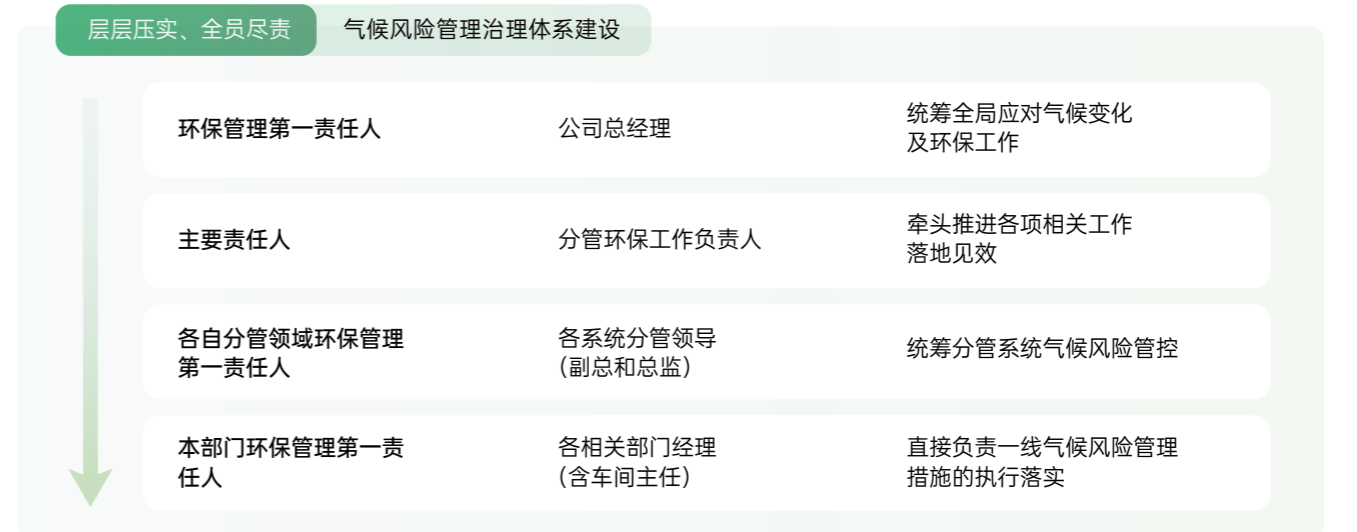 层层压实、全员尽责 气候风险管理治理体系建设
环保管理第一责任人
公司总经理
统筹全局应对气候变化
及环保工作
主要责任人
分管环保工作负责人
牵头推进各项相关工作
落地见效
各自分管领域环保管理
第一责任人
各系统分管领导
(副总和总监)
统筹分管系统气候风险管控
本部门环保管理第一责
任人
各相关部门经理
(含车间主任)
直接负责一线气候风险管理
措施的执行落实